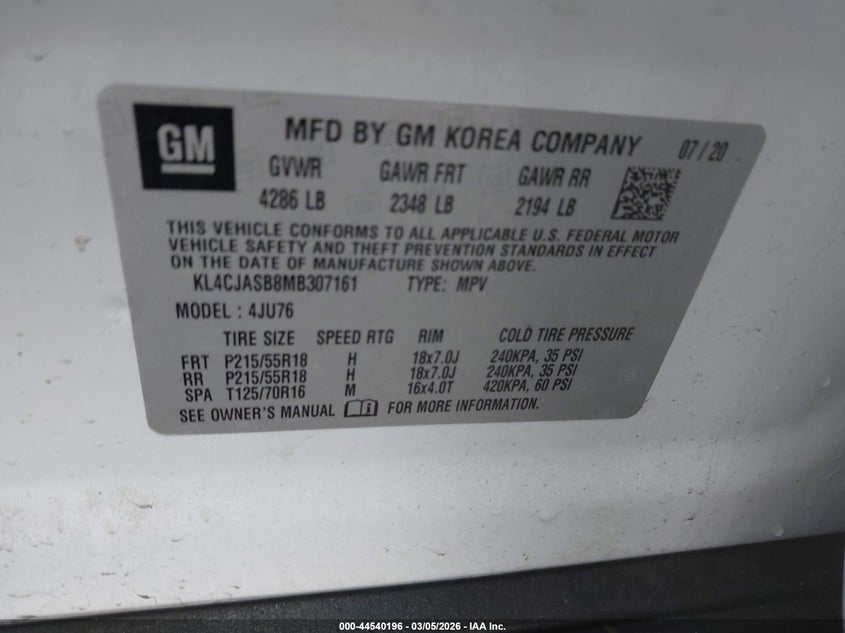 GM MFD BY GM KOREA COMPANY 07/20
GVWR GAWR FRT GAWR RR
4286 LB 2348 LB 2194 LB
THIS VEHICLE CONFORMS TO ALL APPLICABLE U.S. FEDERAL MOTOR
VEHICLE SAFETY AND THEFT PREVENTION STANDARDS IN EFFECT
ON THE DATE OF MANUFACTURE SHOWN ABOVE.
KL4CJASB8MB307161 TYPE: MPV
MODEL: 4JU76
TIRE SIZE SPEED RTG RIM COLD TIRE PRESSURE
FRT P215/55R18 H 18x7.0J 240KPA, 35 PSI
RR P215/55R18 H 18x7.0J 240KPA, 35 PSI
SPA T125/70R16 M 16x4.0T 420KPA, 60 PSI
SEE OWNER'S MANUAL FOR MORE INFORMATION.
000-44540196 - 03/05/2026 - IAA Inc.